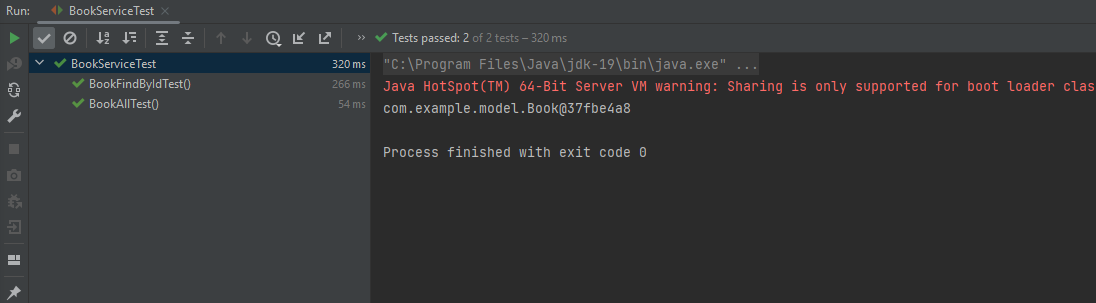 Run: BookServiceTest
Tests passed: 2 of 2 tests – 320 ms
BookServiceTest 320 ms
BookFindByIdTest() 266 ms
BookAllTest() 54 ms
"C:\Program Files\Java\jdk-19\bin\java.exe" ...
Java HotSpot(TM) 64-Bit Server VM warning: Sharing is only supported for boot loader clas
com.example.model.Book@37fbe4a8
Process finished with exit code 0